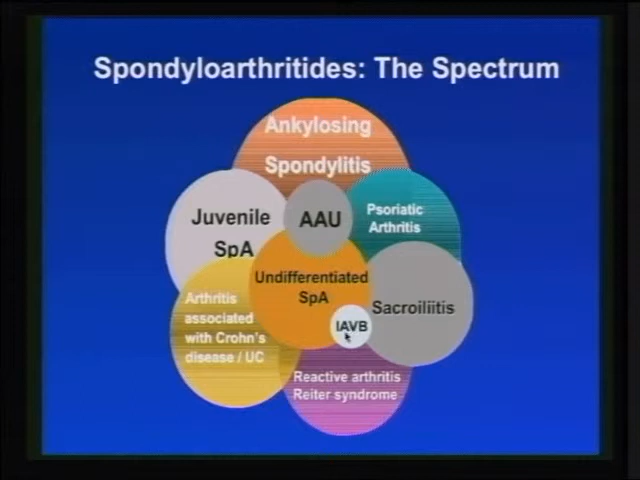 Spondyloarthritides: The Spectrum
Ankylosing
Spondylitis
Juvenile
SpA
AAU
Psoriatic
Arthritis
Undifferentiated
SpA
Arthritis
associated
with Crohn's
disease / UC
Sacroiliitis
IAVB
Reactive arthritis
Reiter syndrome